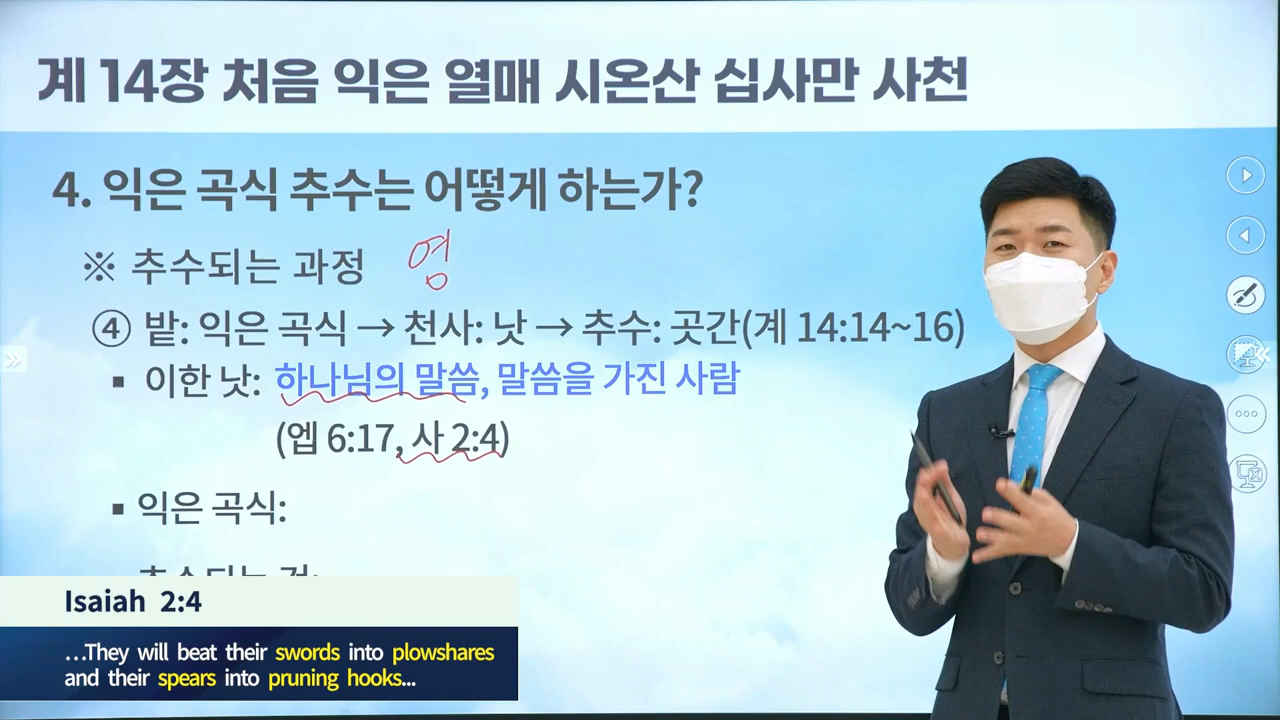 계 14장 처음 익은 열매 시온산 십사만 사천
4. 익은 곡식 추수는 어떻게 하는가?
※ 추수되는 과정 영
④ 밭: 익은 곡식 → 천사: 낫 → 추수: 곳간(계 14:14~16)
▪ 이한 낫: 하나님의 말씀, 말씀을 가진 사람
(엡 6:17, 사 2:4)
▪ 익은 곡식:
추수되는 것:
Isaiah 2:4
...They will beat their swords into plowshares
and their spears into pruning hooks...